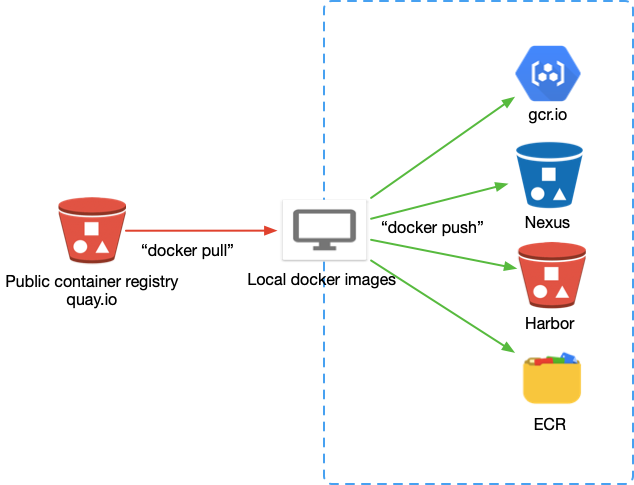 gcr.io
Nexus
“docker push”
“docker pull”
Public container registry
quay.io
Local docker images
Harbor
ECR